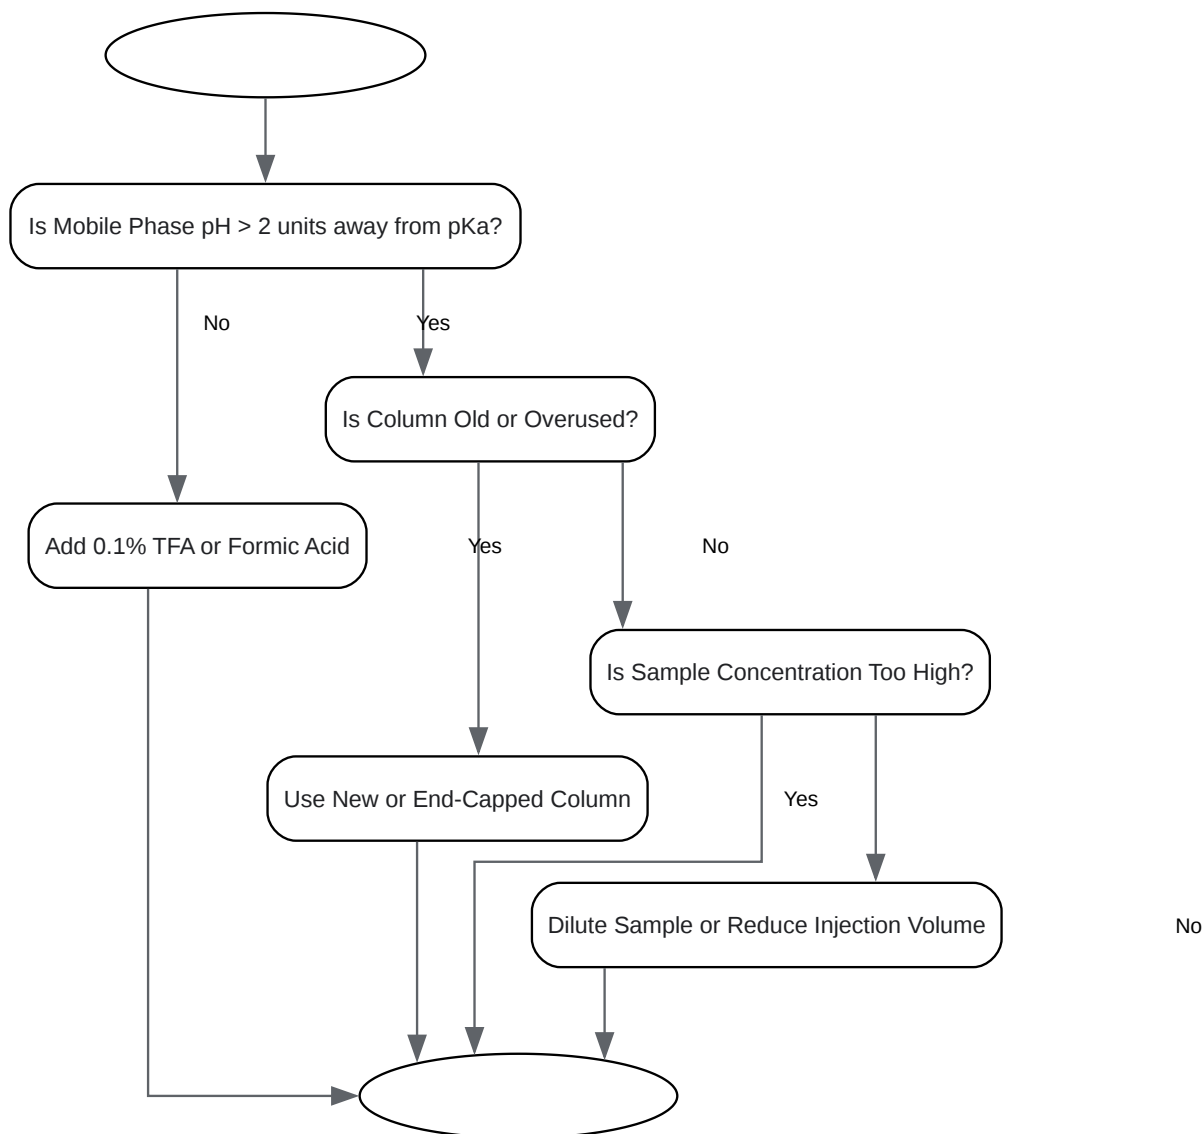 Is Mobile Phase pH > 2 units away from pKa?
No
Yes
Is Column Old or Overused?
Add 0.1% TFA or Formic Acid
Yes
No
Is Sample Concentration Too High?
Use New or End-Capped Column
Yes
Dilute Sample or Reduce Injection Volume
No